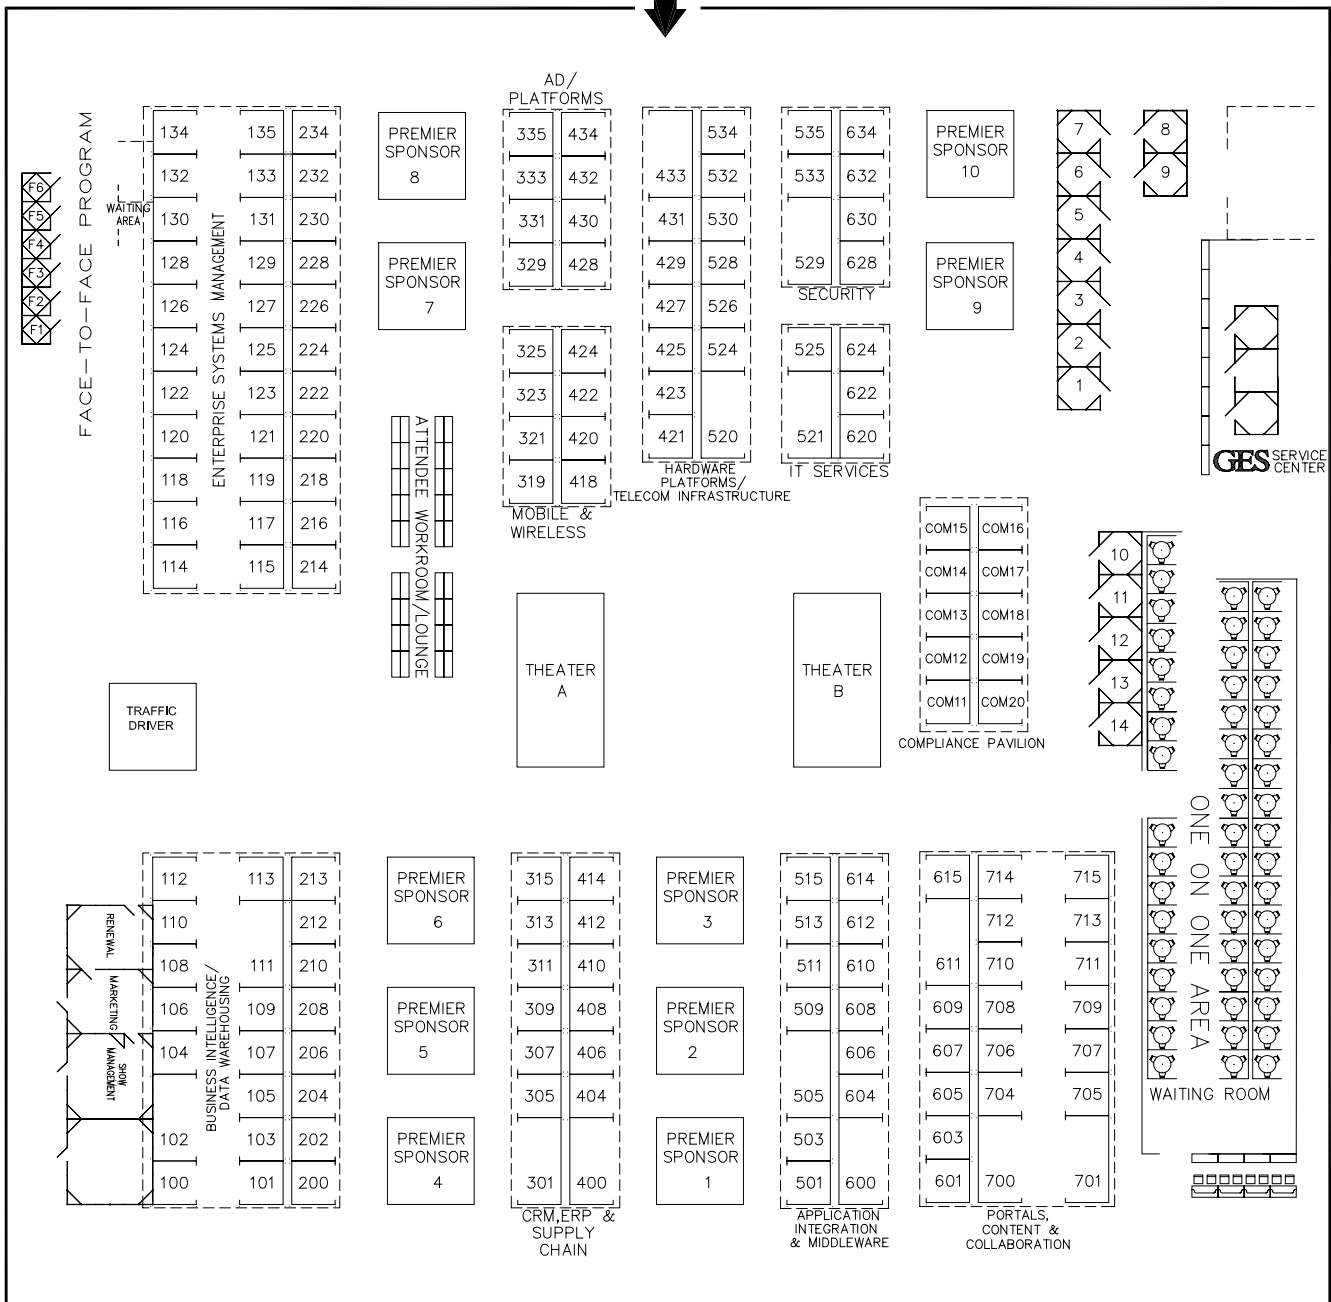 FACE-TO-FACE PROGRAM
F6
F5
F4
F3
F2
F1
WAITING
AREA
134
132
130
128
126
124
122
120
118
116
114
ENTERPRISE SYSTEMS MANAGEMENT
135 234
133 232
131 230
129 228
127 226
125 224
123 222
121 220
119 218
117 216
115 214
PREMIER
SPONSOR
8
PREMIER
SPONSOR
7
ATTENDEE WORKROOM/LOUNGE
AD/
PLATFORMS
335 434
333 432
331 430
329 428
325 424
323 422
321 420
319 418
MOBILE &
WIRELESS
534
433 532
431 530
429 528
427 526
425 524
423
421 520
HARDWARE
PLATFORMS/
TELECOM INFRASTRUCTURE
535 634
533 632
630
529 628
SECURITY
525 624
622
521 620
IT SERVICES
PREMIER
SPONSOR
10
PREMIER
SPONSOR
9
7
6
5
4
3
2
1
8
9
GES SERVICE
CENTER
COM15 COM16
COM14 COM17
COM13 COM18
COM12 COM19
COM11 COM20
COMPLIANCE PAVILION
10
11
12
13
14
TRAFFIC
DRIVER
THEATER
A
THEATER
B
RENEWAL
MARKETING
SHOW
MANAGEMENT
112
110
108
106
104
102
100
BUSINESS INTELLIGENCE/
DATA WAREHOUSING
113 213
212
111 210
109 208
107 206
105 204
103 202
101 200
PREMIER
SPONSOR
6
PREMIER
SPONSOR
5
PREMIER
SPONSOR
4
315 414
313 412
311 410
309 408
307 406
305 404
301 400
CRM,ERP &
SUPPLY
CHAIN
PREMIER
SPONSOR
3
PREMIER
SPONSOR
2
PREMIER
SPONSOR
1
515 614
513 612
511 610
509 608
606
505 604
503
501 600
APPLICATION
INTEGRATION
& MIDDLEWARE
615 714 715
712 713
611 710 711
609 708 709
607 706 707
605 704 705
603
601 700 701
PORTALS,
CONTENT &
COLLABORATION
ONE ON ONE AREA
WAITING ROOM